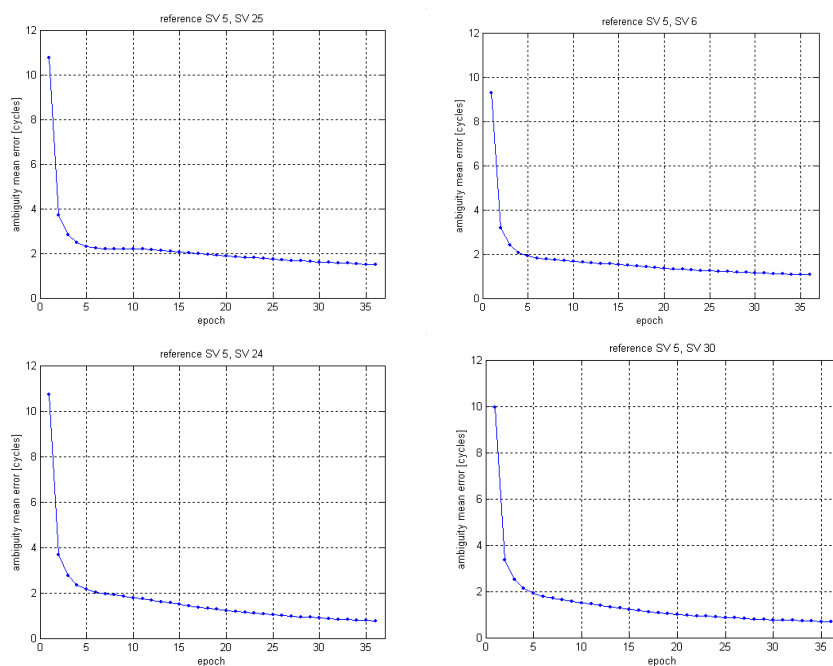 reference SV 5, SV 25
ambiguity mean error [cycles]
12
10
8
6
4
2
0
0 5 10 15 20 25 30 35
epoch
reference SV 5, SV 6
ambiguity mean error [cycles]
12
10
8
6
4
2
0
0 5 10 15 20 25 30 35
epoch
reference SV 5, SV 24
ambiguity mean error [cycles]
12
10
8
6
4
2
0
0 5 10 15 20 25 30 35
epoch
reference SV 5, SV 30
ambiguity mean error [cycles]
12
10
8
6
4
2
0
0 5 10 15 20 25 30 35
epoch